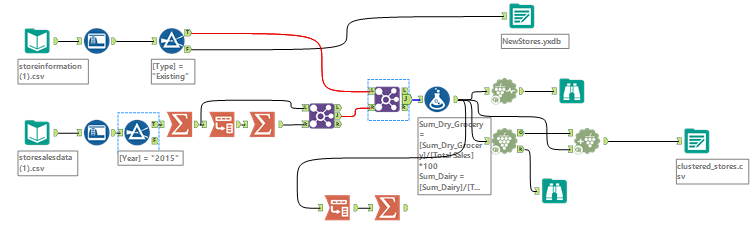 NewStores.yxdb
storeinformation
(1).csv
[Type] =
"Existing"
storesalesdata
(1).csv
[Year] = "2015"
Sum_Dry_Grocery
=
[Sum_Dry_Grocer
y]/[Total Sales]
*100
Sum_Dairy =
[Sum_Dairy]/[T...
clustered_stores.c
sv